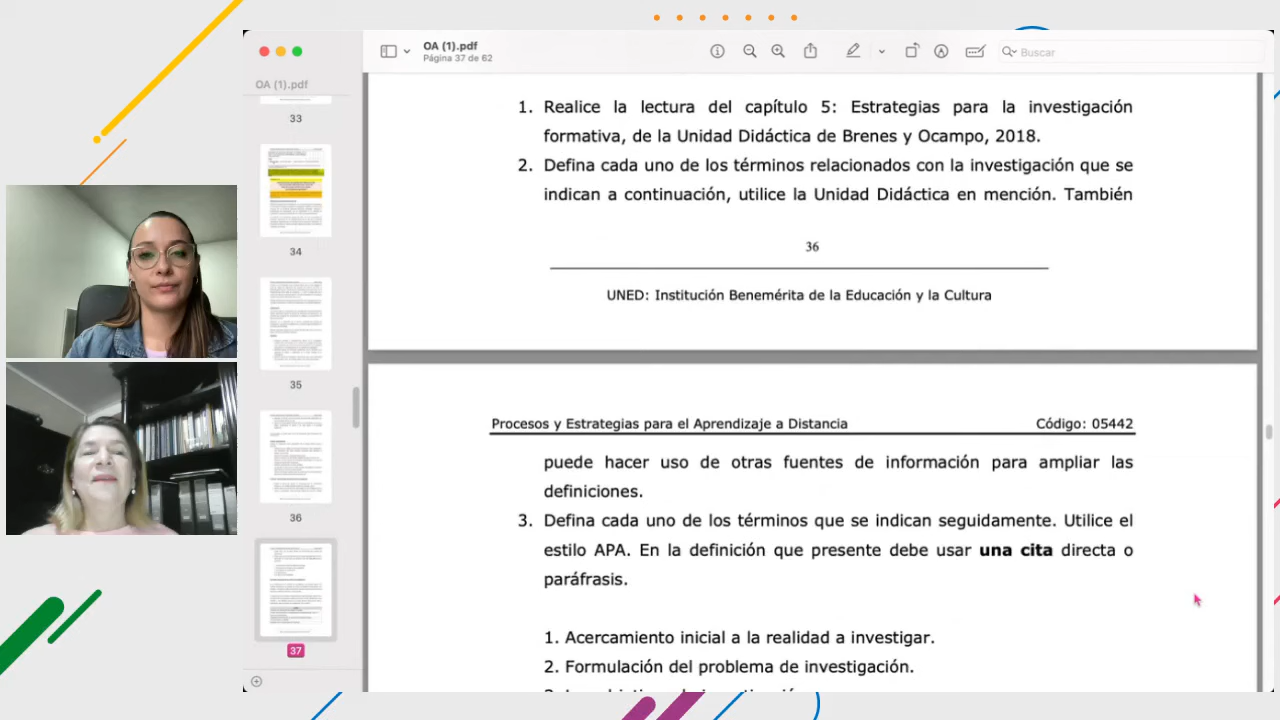 OA (1).pdf
Página 37 de 62
Buscar
OA (1).pdf
33
34
35
36
37
1. Realice la lectura del capítulo 5: Estrategias para la investigación
formativa, de la Unidad Didáctica de Brenes y Ocampo, 2018.
2. Defina cada uno de los términos relacionados con investigación que se
indican a continuación. Utilice la Unidad Didáctica en cuestión. También
36
UNED: Institución Benemérita de la Educación y la Cultura
Procesos y Estrategias para el Aprendizaje a Distancia
Código: 05442
puede hacer uso de otras fuentes de información para ampliar las
definiciones.
3. Defina cada uno de los términos que se indican seguidamente. Utilice el
APA. En la definición que presenten debe usarse la cita directa o
paráfrasis.
1. Acercamiento inicial a la realidad a investigar.
2. Formulación del problema de investigación.